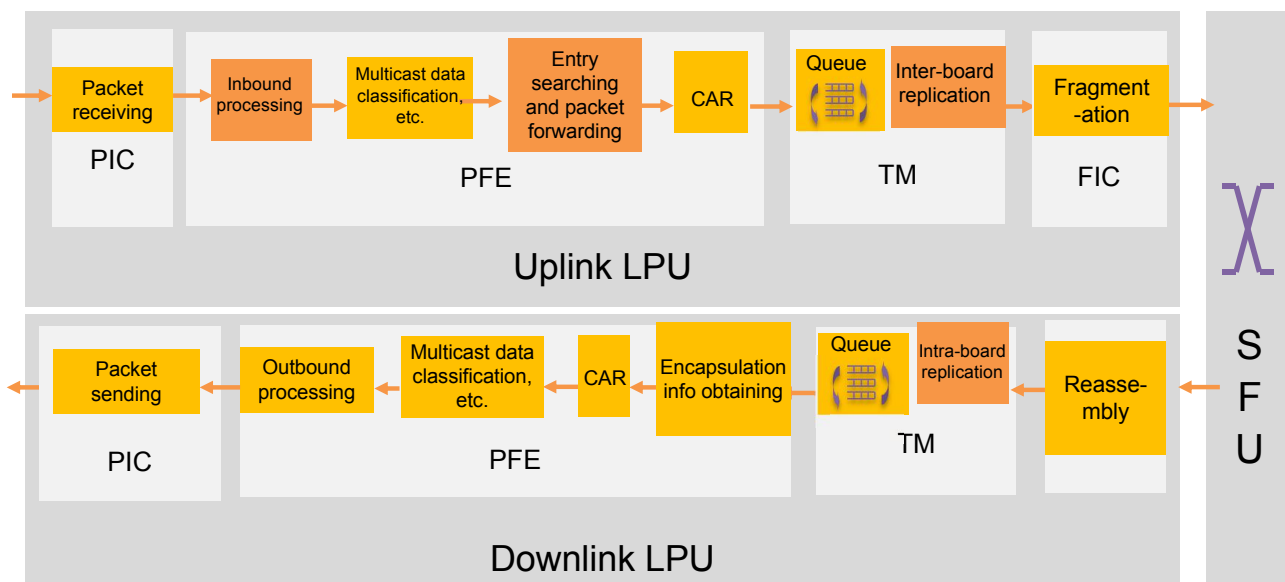 Packet
receiving
PIC
Inbound
processing
Multicast data
classification,
etc.
Entry
searching
and packet
forwarding
CAR
PFE
Queue
Inter-board
replication
TM
Fragment
-ation
FIC
Uplink LPU
Packet
sending
PIC
Outbound
processing
Multicast data
classification,
etc.
CAR
Encapsulation
info obtaining
PFE
Queue
Intra-board
replication
TM
Reasse-
mbly
Downlink LPU
S
F
U